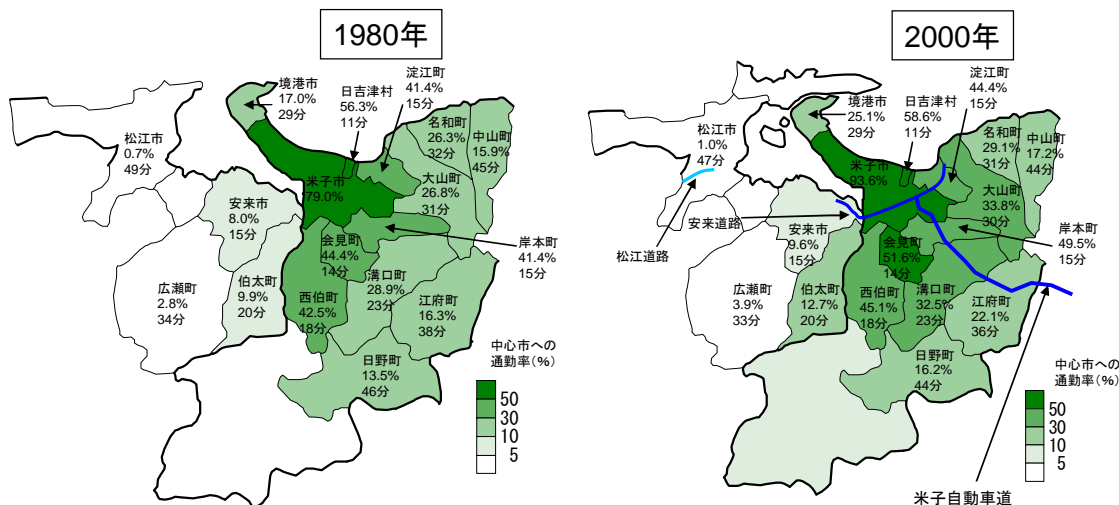 1980年
境港市
17.0%
29分
日吉津村
56.3%
11分
淀江町
41.4%
15分
名和町
26.3%
32分
中山町
15.9%
45分
松江市
0.7%
49分
米子市
79.0%
大山町
26.8%
31分
安来市
8.0%
15分
会見町
44.4%
14分
岸本町
41.4%
15分
広瀬町
2.8%
34分
伯太町
9.9%
20分
西伯町
42.5%
18分
溝口町
28.9%
23分
江府町
16.3%
38分
日野町
13.5%
46分
中心市への
通勤率(%)
50
30
10
5
2000年
境港市
25.1%
29分
日吉津村
58.6%
11分
淀江町
44.4%
15分
名和町
29.1%
31分
中山町
17.2%
44分
松江市
1.0%
47分
米子市
93.6%
大山町
33.8%
30分
安来道路
松江道路
安来市
9.6%
15分
会見町
51.6%
14分
岸本町
49.5%
15分
広瀬町
3.9%
33分
伯太町
12.7%
20分
西伯町
45.1%
18分
溝口町
32.5%
23分
江府町
22.1%
36分
日野町
16.2%
44分
中心市への
通勤率(%)
50
30
10
5
米子自動車道